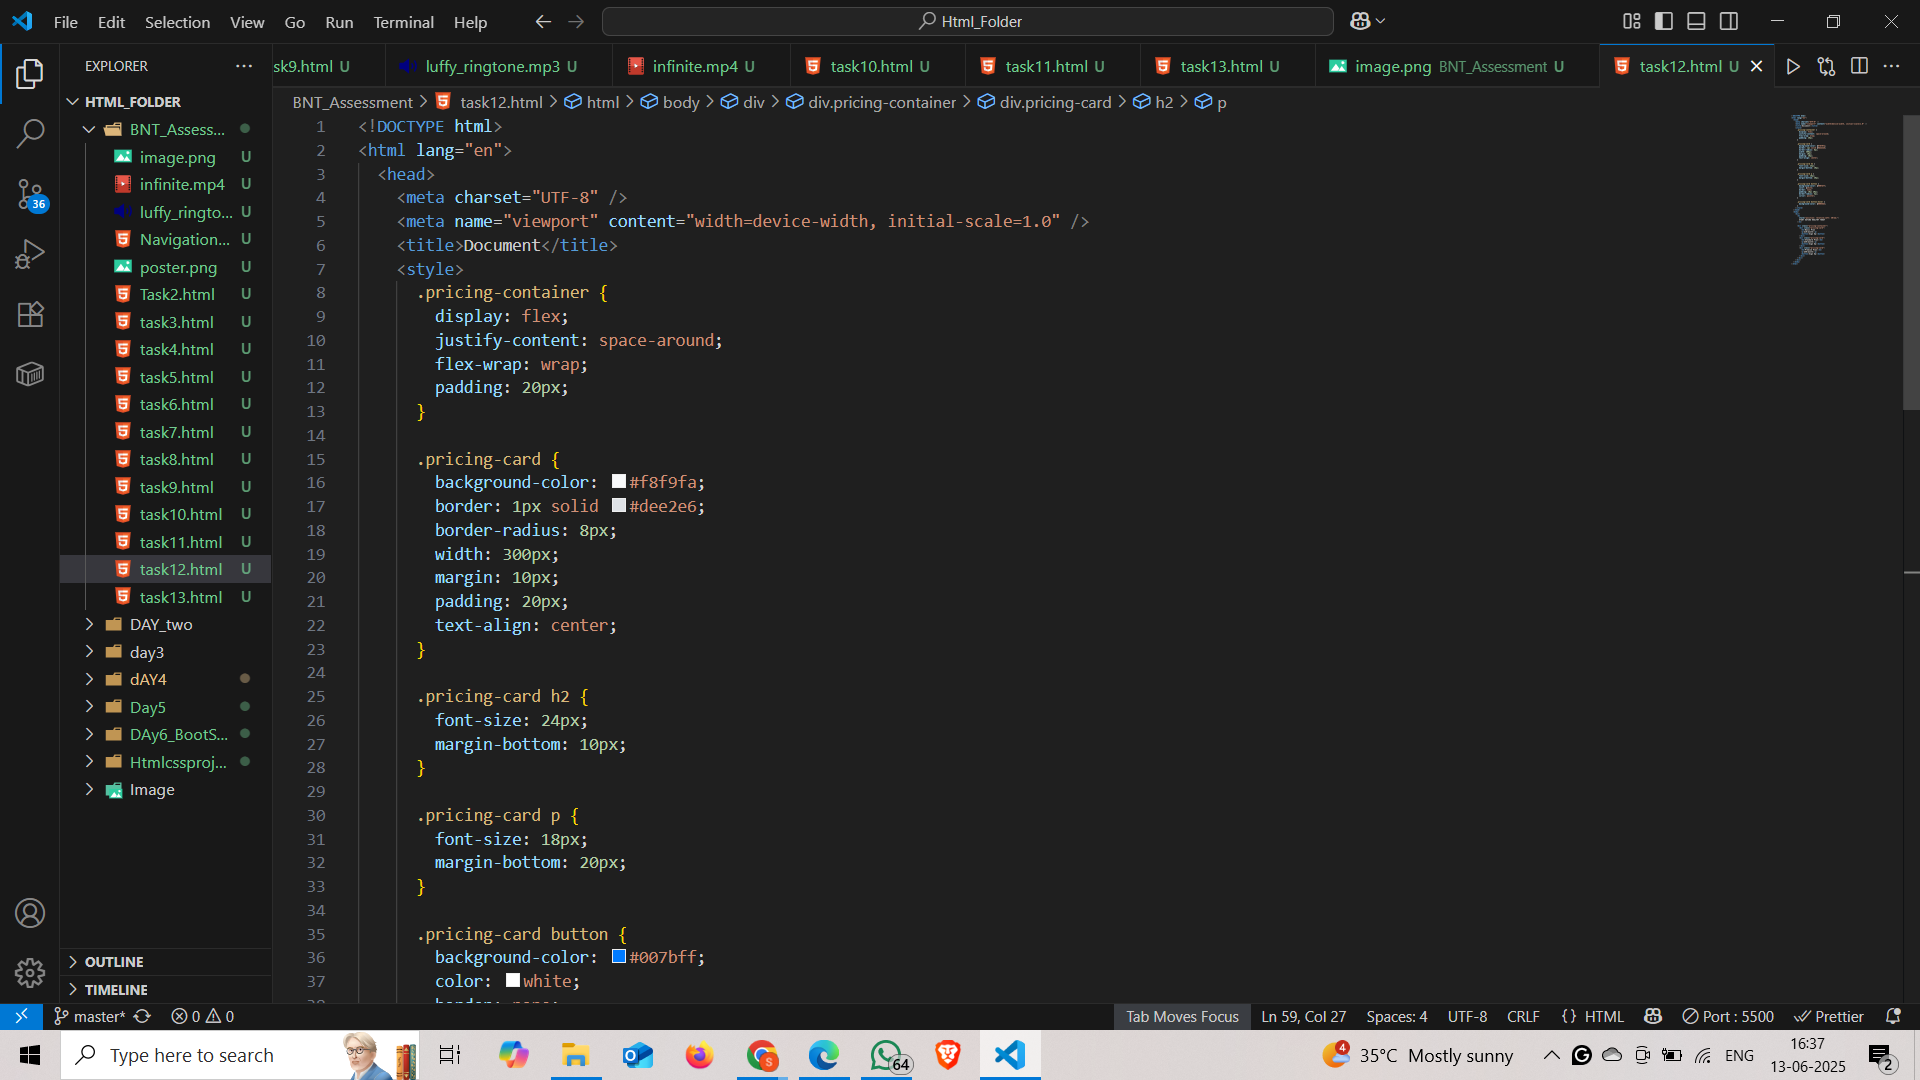 File Edit Selection View Go Run Terminal Help
Html_Folder
EXPLORER
sk9.html U
luffy_ringtone.mp3 U
infinite.mp4 U
task10.html U
task11.html U
task13.html U
image.png BNT_Assessment U
task12.html U
HTML_FOLDER
BNT_Assess...
image.png U
infinite.mp4 U
luffy_ringto... U
Navigation... U
poster.png U
Task2.html U
task3.html U
task4.html U
task5.html U
task6.html U
task7.html U
task8.html U
task9.html U
task10.html U
task11.html U
task12.html U
task13.html U
DAY_two
day3
dAY4
Day5
DAy6_BootS...
Htmlcssproj...
Image
OUTLINE
TIMELINE
36
BNT_Assessment > task12.html > html > body > div > div.pricing-container > div.pricing-card > h2 > p
1 <!DOCTYPE html>
2 <html lang="en">
3 <head>
4 <meta charset="UTF-8" />
5 <meta name="viewport" content="width=device-width, initial-scale=1.0" />
6 <title>Document</title>
7 <style>
8 .pricing-container {
9 display: flex;
10 justify-content: space-around;
11 flex-wrap: wrap;
12 padding: 20px;
13 }
14
15 .pricing-card {
16 background-color: #f8f9fa;
17 border: 1px solid #dee2e6;
18 border-radius: 8px;
19 width: 300px;
20 margin: 10px;
21 padding: 20px;
22 text-align: center;
23 }
24
25 .pricing-card h2 {
26 font-size: 24px;
27 margin-bottom: 10px;
28 }
29
30 .pricing-card p {
31 font-size: 18px;
32 margin-bottom: 20px;
33 }
34
35 .pricing-card button {
36 background-color: #007bff;
37 color: white;
master* 0 0
Tab Moves Focus Ln 59, Col 27 Spaces: 4 UTF-8 CRLF {} HTML Port : 5500 Prettier
Type here to search
S
64
4
35°C Mostly sunny
ENG
16:37
13-06-2025
2